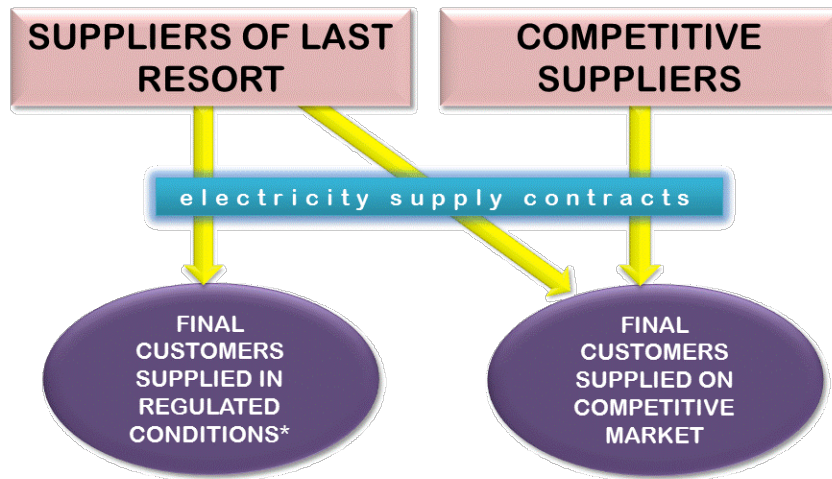 SUPPLIERS OF LAST
RESORT
COMPETITIVE
SUPPLIERS
electricity supply contracts
FINAL
CUSTOMERS
SUPPLIED IN
REGULATED
CONDITIONS*
FINAL
CUSTOMERS
SUPPLIED ON
COMPETITIVE
MARKET